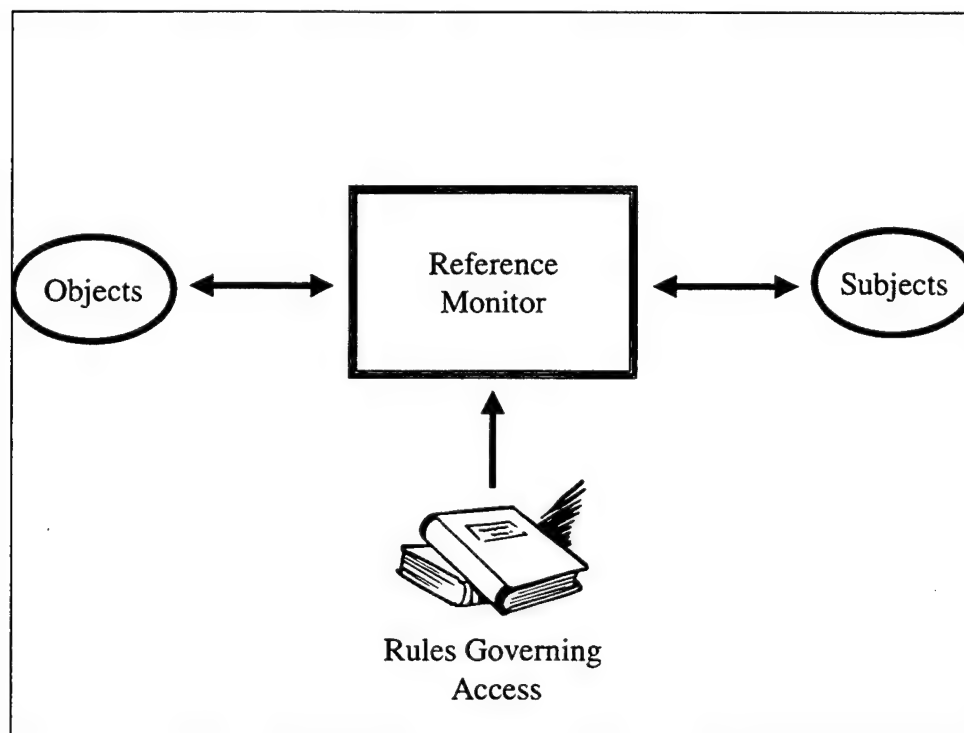 Reference
Monitor
Objects
Subjects
Rules Governing
Access